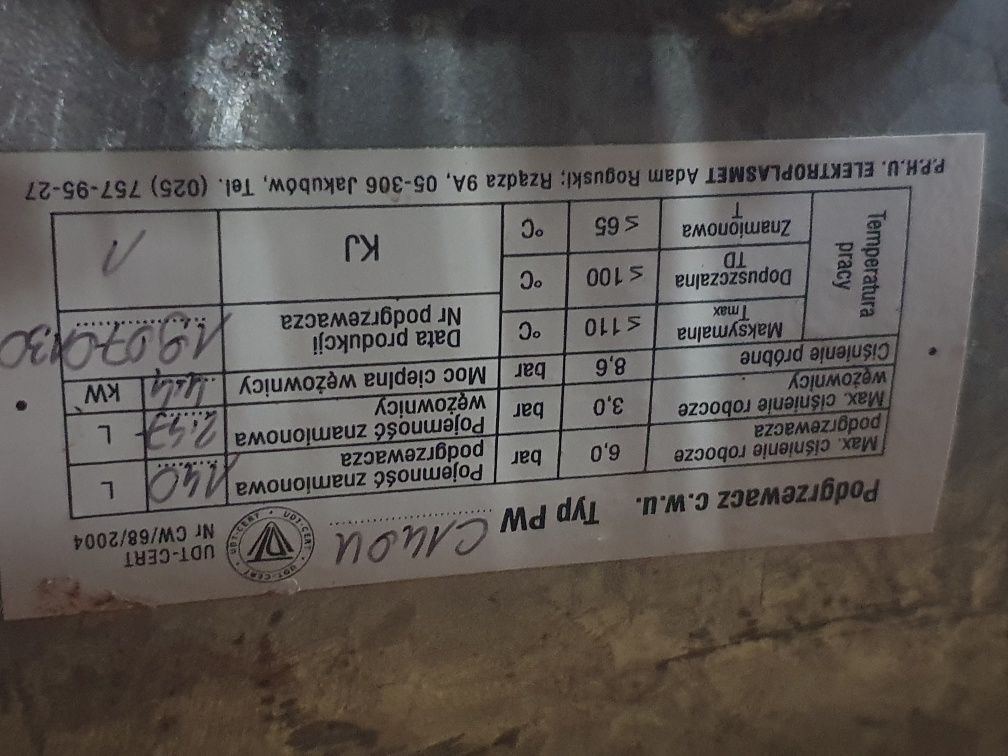 Podgrzewacz c.w.u. Typ PW C140U
UDT-CERT
Nr CW/68/2004
Max. ciśnienie robocze podgrzewacza 6,0 bar Pojemność znamionowa podgrzewacza 140 L
Max. ciśnienie robocze wężownicy 3,0 bar Pojemność znamionowa wężownicy L
Ciśnienie próbne 8,6 bar Moc cieplna wężownicy KW
Temperatura pracy
Maksymalna Tmax ≤ 110 °C
Data produkcji
Nr podgrzewacza
Dopuszczalna TD ≤ 100 °C
KJ 1
Znamionowa T ≤ 65 °C
P.P.H.U. ELEKTROPLASMET Adam Roguski; Rządza 9A, 05-306 Jakubów, Tel. (025) 757-95-27